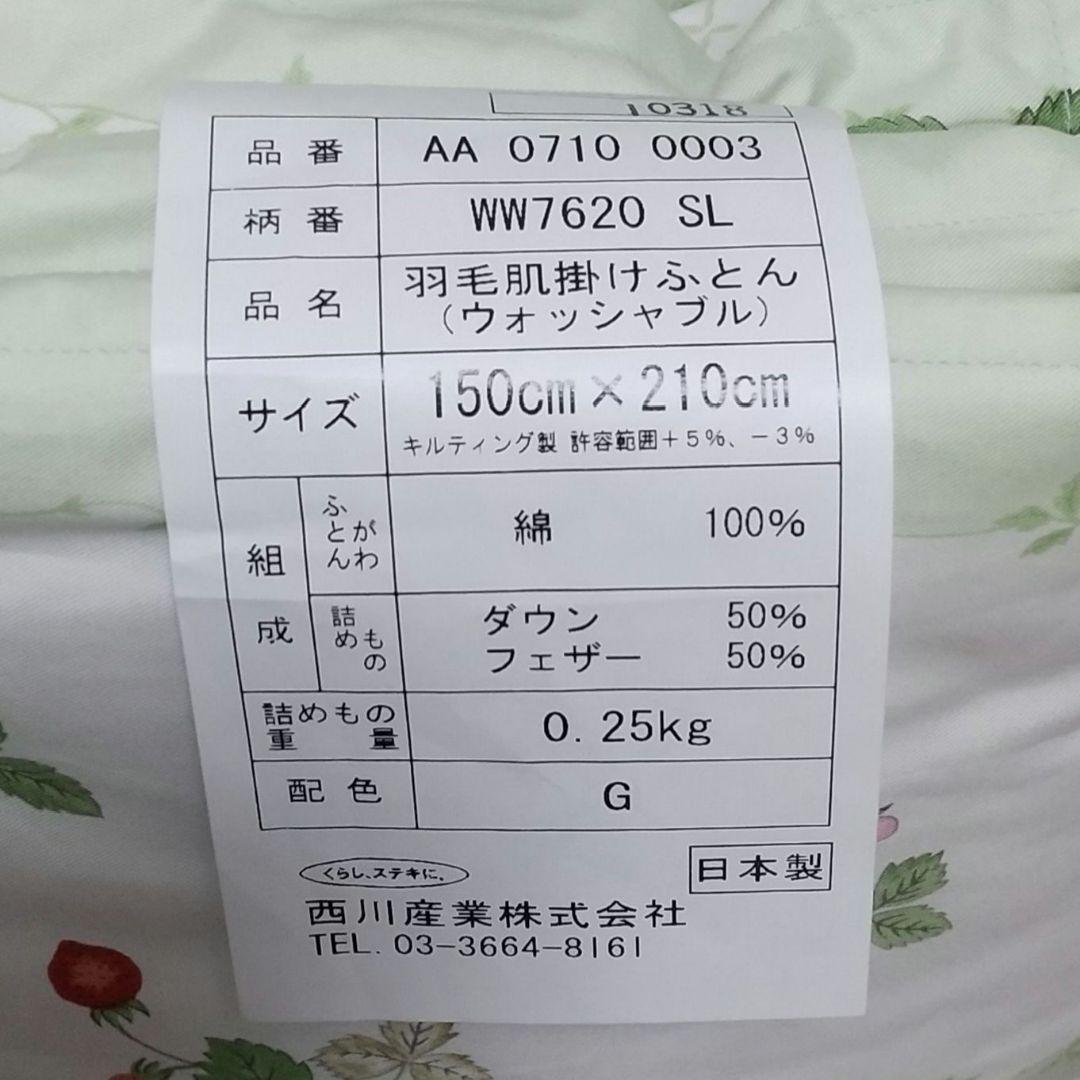 10318
品番 AA 0710 0003
柄番 WW7620 SL
品名 羽毛肌掛けふとん
(ウォッシャブル)
サイズ 150cm×210cm
キルティング製 許容範囲+5%、-3%
組成 ふとんがわ 綿 100%
詰めもの ダウン 50%
フェザー 50%
詰めもの重量 0.25kg
配色 G
日本製
くらし、ステキに。
西川産業株式会社
TEL.03-3664-8161